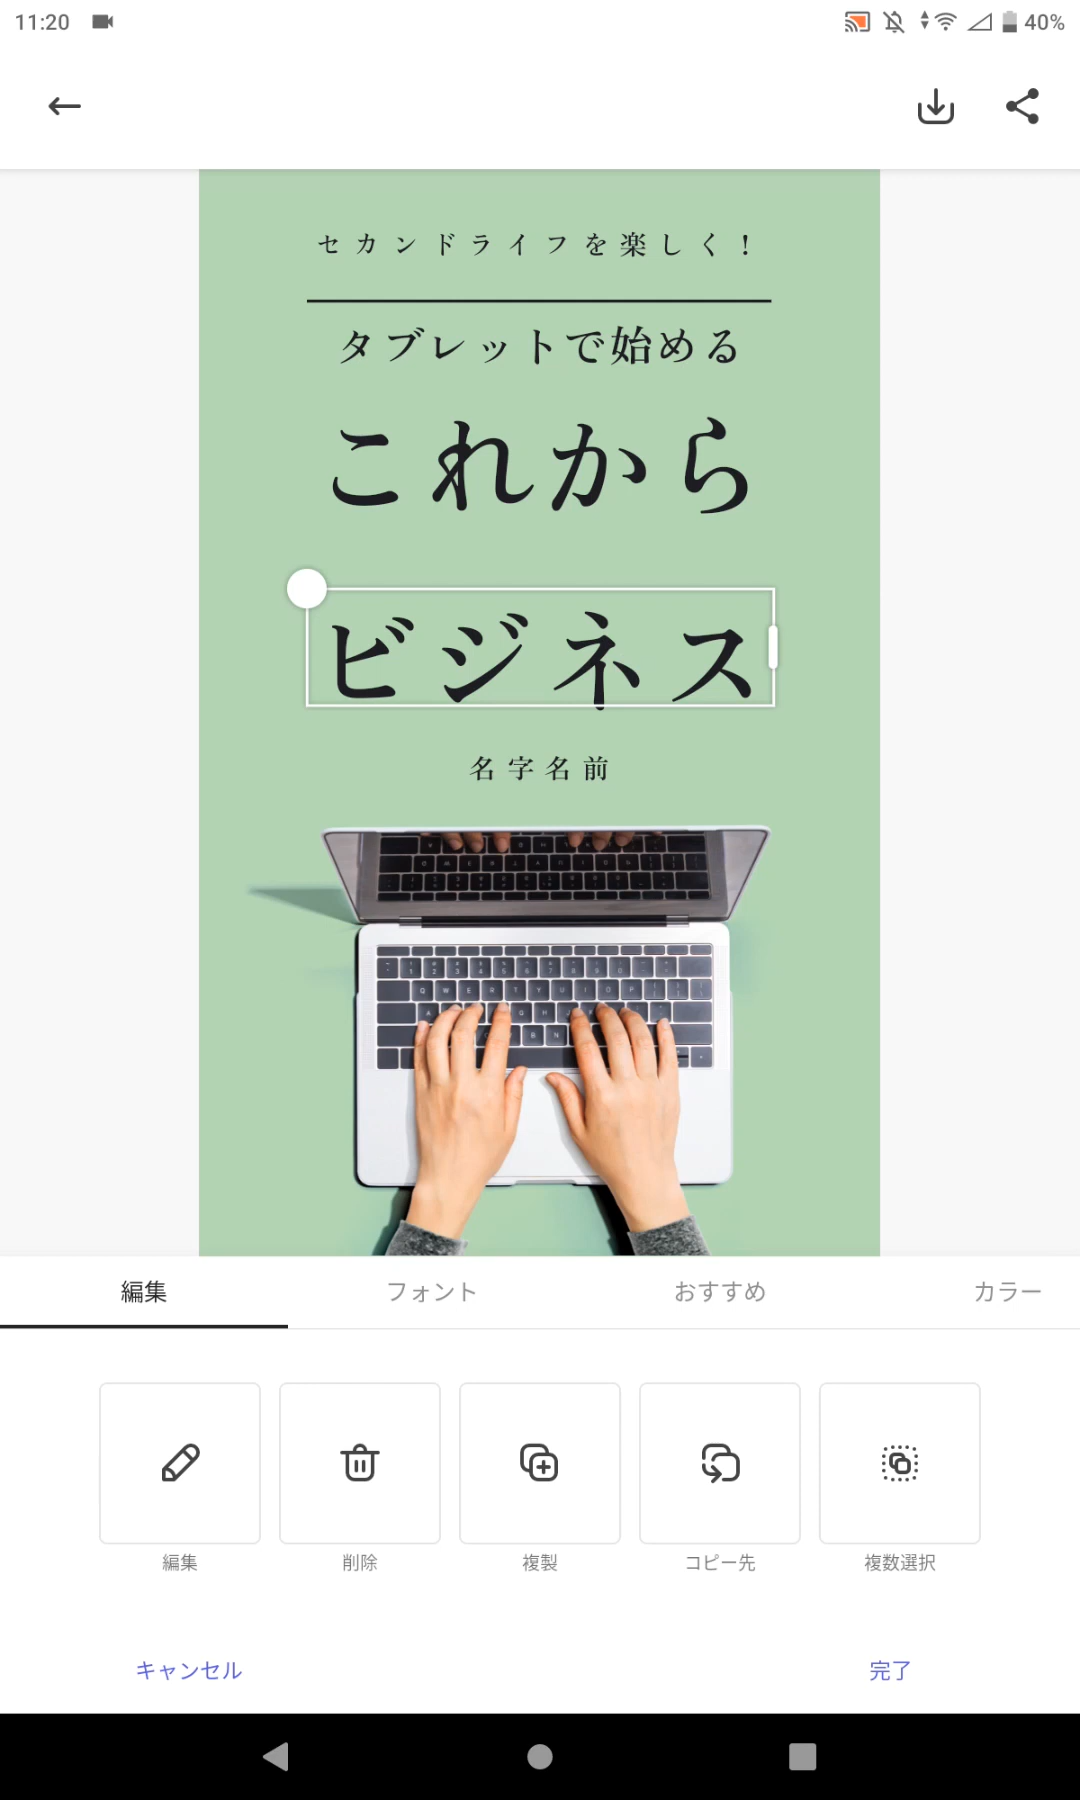 11:20
40%
セカンドライフを楽しく!
タブレットで始める
これから
ビジネス
名字名前
編集 フォント おすすめ カラー
編集 削除 複製 コピー先 複数選択
キャンセル 完了